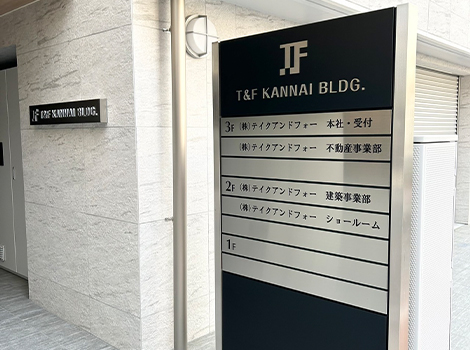 T&F KANNAI BLDG.
TF
T&F KANNAI BLDG.
3F (株)テイクアンドフォー 本社・受付
(株)テイクアンドフォー 不動産事業部
2F (株)テイクアンドフォー 建築事業部
(株)テイクアンドフォー ショールーム
1F